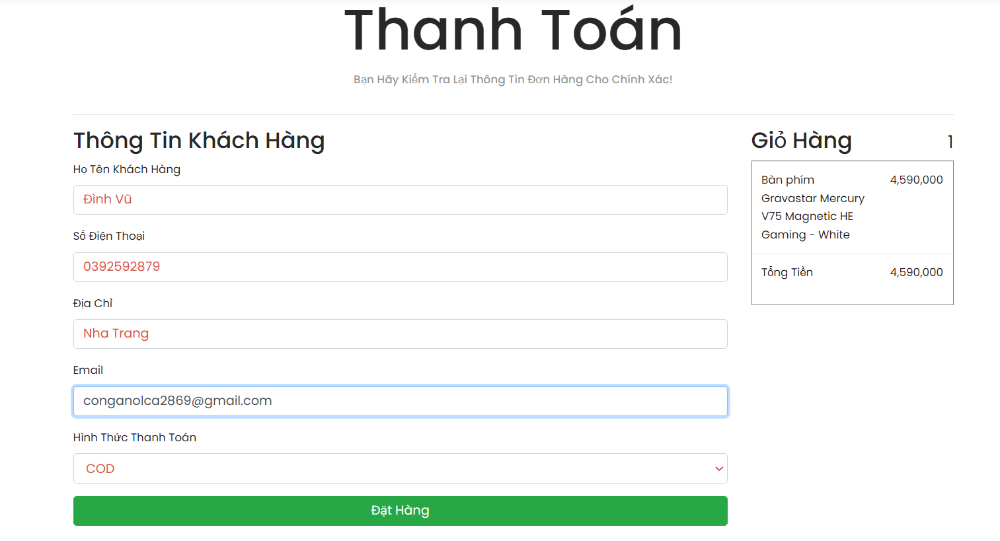 Thanh Toán
Bạn Hãy Kiểm Tra Lại Thông Tin Đơn Hàng Cho Chính Xác!
Thông Tin Khách Hàng
Họ Tên Khách Hàng
Đình Vũ
Số Điện Thoại
0392592879
Địa Chỉ
Nha Trang
Email
conganolca2869@gmail.com
Hình Thức Thanh Toán
COD
Đặt Hàng
Giỏ Hàng 1
Bàn phím 4,590,000
Gravastar Mercury
V75 Magnetic HE
Gaming - White
Tổng Tiền 4,590,000